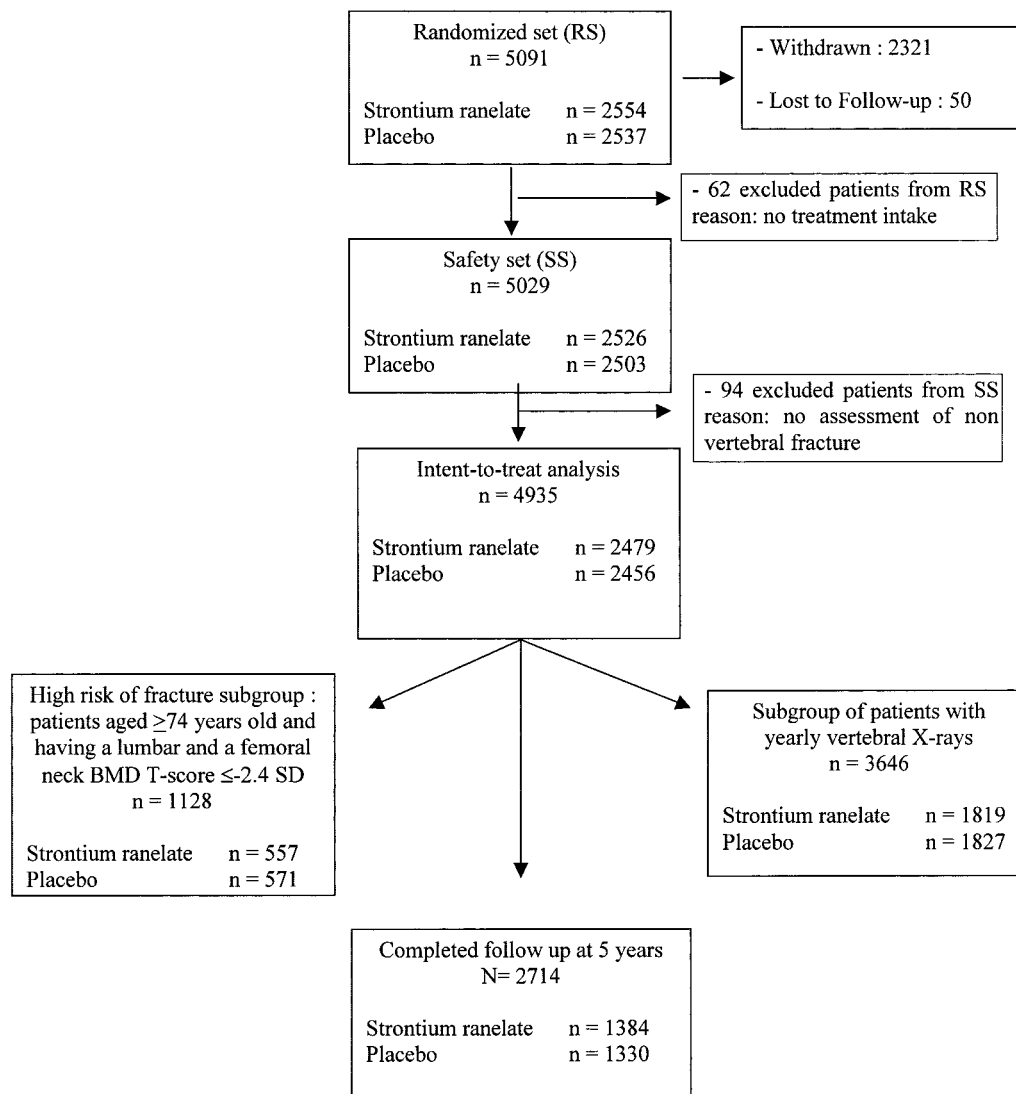 Randomized set (RS)
n = 5091
Strontium ranelate n = 2554
Placebo n = 2537
- Withdrawn : 2321
- Lost to Follow-up : 50
- 62 excluded patients from RS
reason: no treatment intake
Safety set (SS)
n = 5029
Strontium ranelate n = 2526
Placebo n = 2503
- 94 excluded patients from SS
reason: no assessment of non
vertebral fracture
Intent-to-treat analysis
n = 4935
Strontium ranelate n = 2479
Placebo n = 2456
High risk of fracture subgroup :
patients aged ≥74 years old and
having a lumbar and a femoral
neck BMD T-score ≤-2.4 SD
n = 1128
Strontium ranelate n = 557
Placebo n = 571
Subgroup of patients with
yearly vertebral X-rays
n = 3646
Strontium ranelate n = 1819
Placebo n = 1827
Completed follow up at 5 years
N= 2714
Strontium ranelate n = 1384
Placebo n = 1330